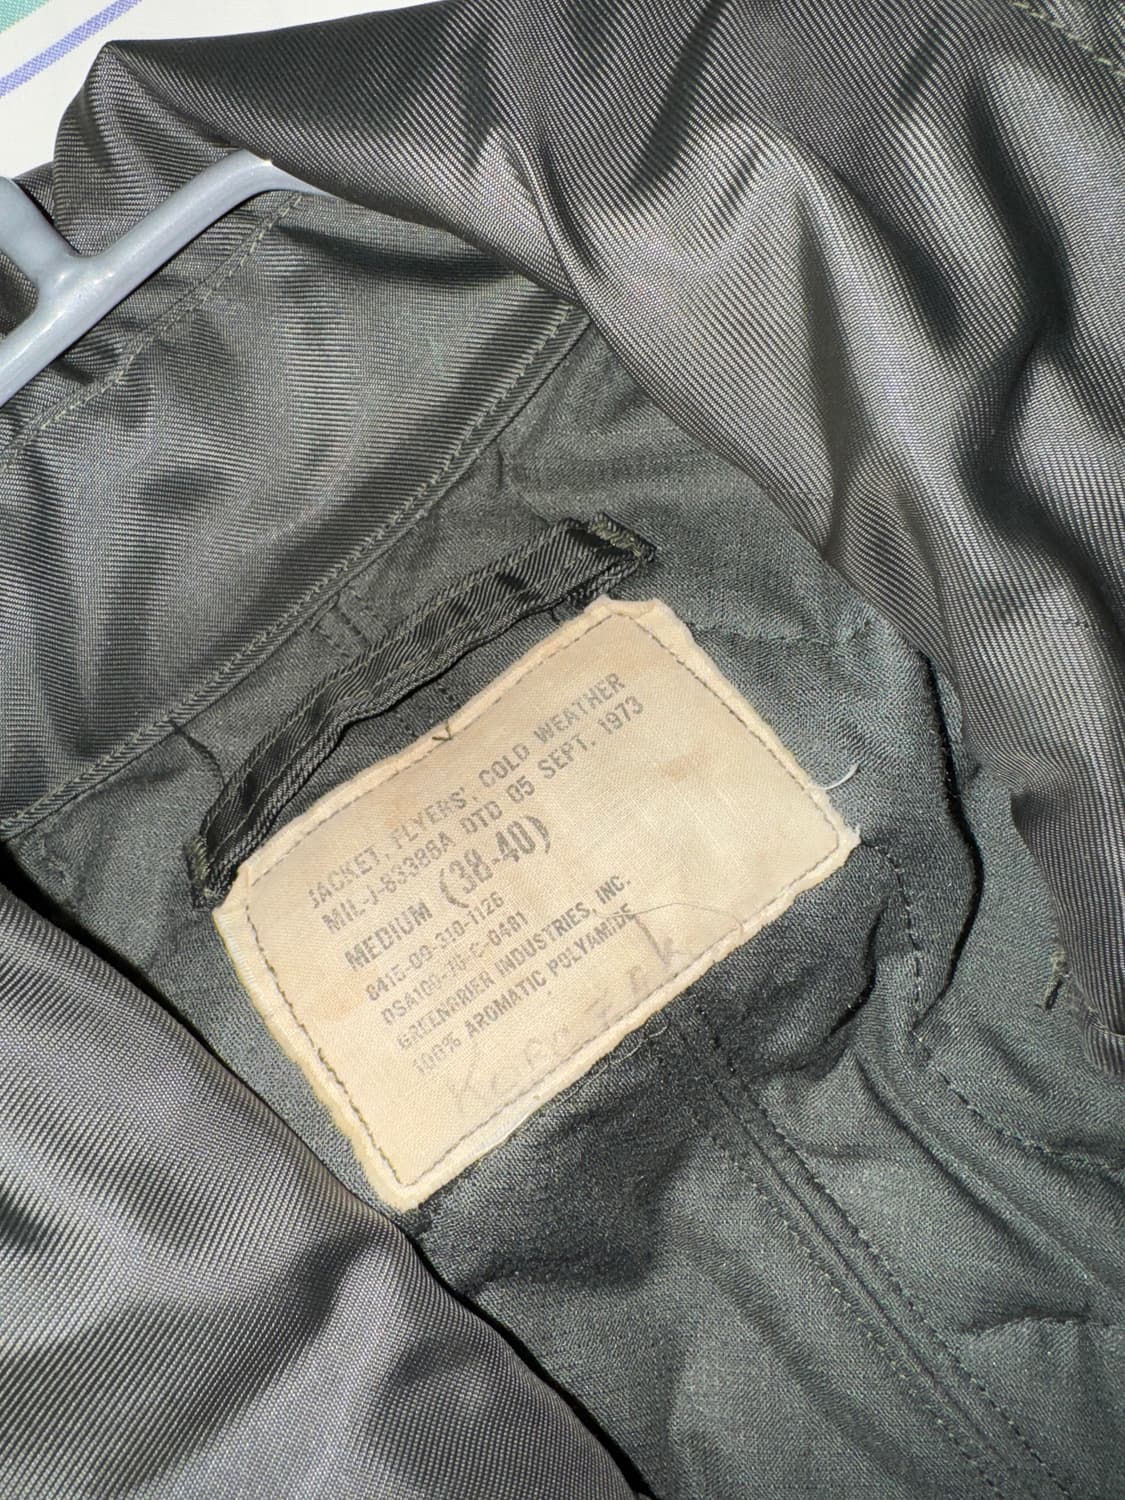 JACKET, FLYERS', COLD WEATHER
MIL-J-83388A DTD 05 SEPT. 1973
MEDIUM (38-40)
8415-00-310-1126
DSA100-76-C-0481
GREENBRIER INDUSTRIES, INC.
100% AROMATIC POLYAMIDE